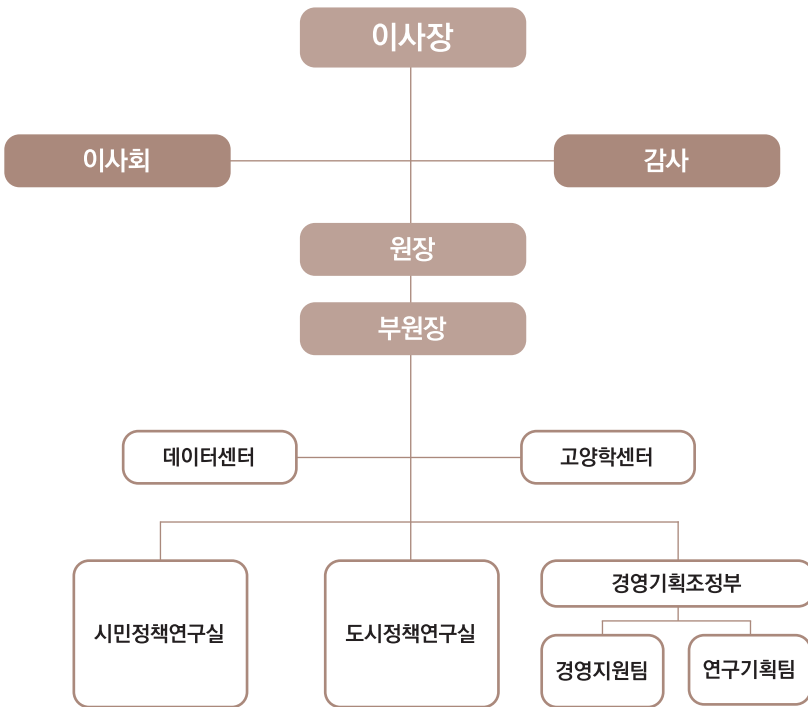 이사장
이사회
감사
원장
부원장
데이터센터
고양학센터
시민정책연구실
도시정책연구실
경영기획조정부
경영지원팀
연구기획팀